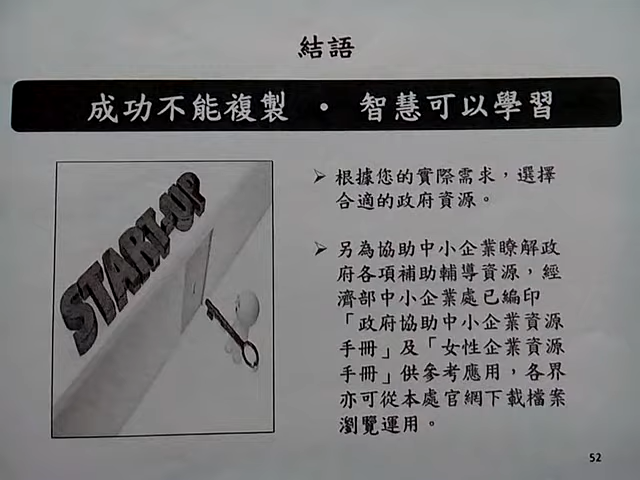 結語
成功不能複製 • 智慧可以學習
START-UP
➢ 根據您的實際需求，選擇
合適的政府資源。
➢ 另為協助中小企業瞭解政
府各項補助輔導資源，經
濟部中小企業處已編印
「政府協助中小企業資源
手冊」及「女性企業資源
手冊」供參考應用，各界
亦可從本處官網下載檔案
瀏覽運用。
52